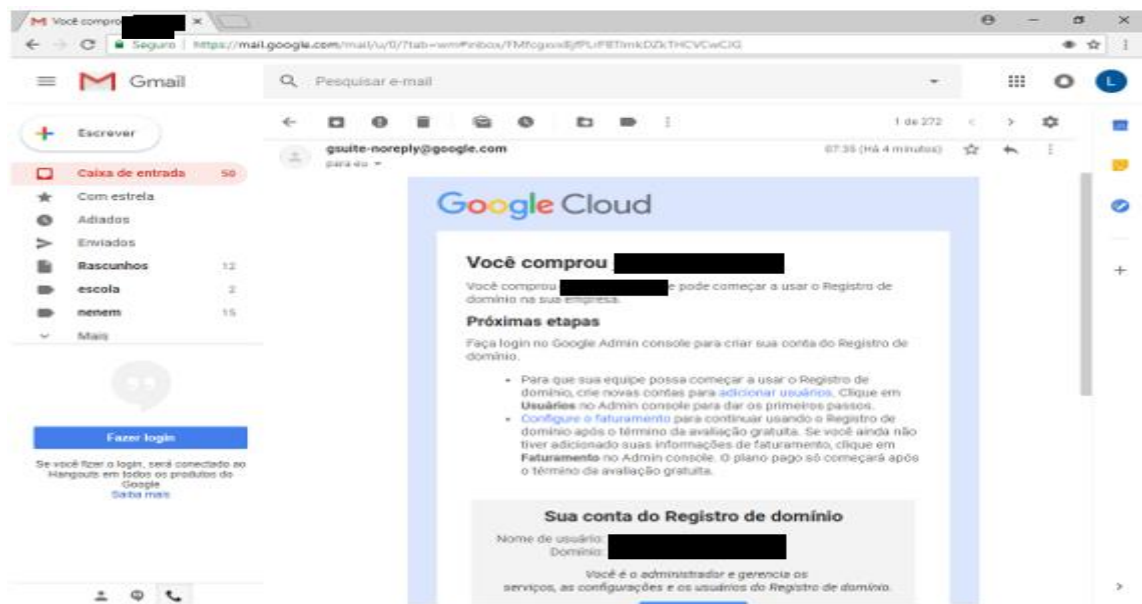 Você compro
Seguro https://mail.google.com/mail/u/0/?tab=wm#inbox/
Gmail
Pesquisar e-mail
L
Escrever
1 de 272
gsuite-noreply@google.com
07:35 (Há 4 minutos)
para eu
Caixa de entrada 50
Com estrela
Adiados
Enviados
Rascunhos 12
escola 2
nenem 15
Mais
Fazer login
Se você fizer o login, será conectado ao
Hangouts em todos os produtos do
Google
Saiba mais
Google Cloud
Você comprou
Você comprou e pode começar a usar o Registro de
domínio na sua empresa.
Próximas etapas
Faça login no Google Admin console para criar sua conta do Registro de
domínio.
• Para que sua equipe possa começar a usar o Registro de
domínio, crie novas contas para adicionar usuários. Clique em
Usuários no Admin console para dar os primeiros passos.
• Configure o faturamento para continuar usando o Registro de
domínio após o término da avaliação gratuita. Se você ainda não
tiver adicionado suas informações de faturamento, clique em
Faturamento no Admin console. O plano pago só começará após
o término da avaliação gratuita.
Sua conta do Registro de domínio
Nome de usuário:
Domínio:
Você é o administrador e gerencia os
serviços, as configurações e os usuários do Registro de domínio.